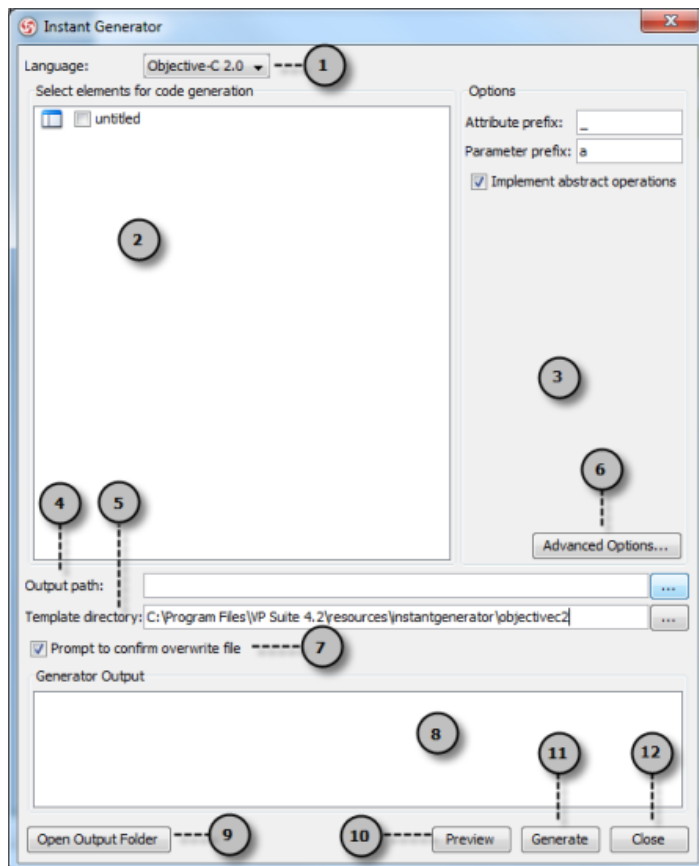 Instant Generator
Language: Objective-C 2.0 1
Select elements for code generation
untitled
2
Options
Attribute prefix: _
Parameter prefix: a
Implement abstract operations
3
6
Advanced Options...
4 5
Output path: ...
Template directory: C:\Program Files\VP Suite 4.2\resources\instantgenerator\objectivec2 ...
Prompt to confirm overwrite file 7
Generator Output
8
11 12
Open Output Folder 9 10 Preview Generate Close